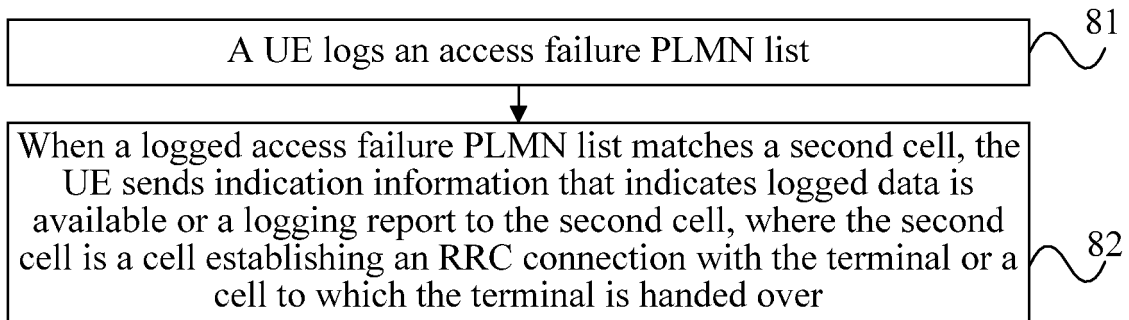 81
A UE logs an access failure PLMN list
When a logged access failure PLMN list matches a second cell, the
UE sends indication information that indicates logged data is
available or a logging report to the second cell, where the second
cell is a cell establishing an RRC connection with the terminal or a
cell to which the terminal is handed over
82